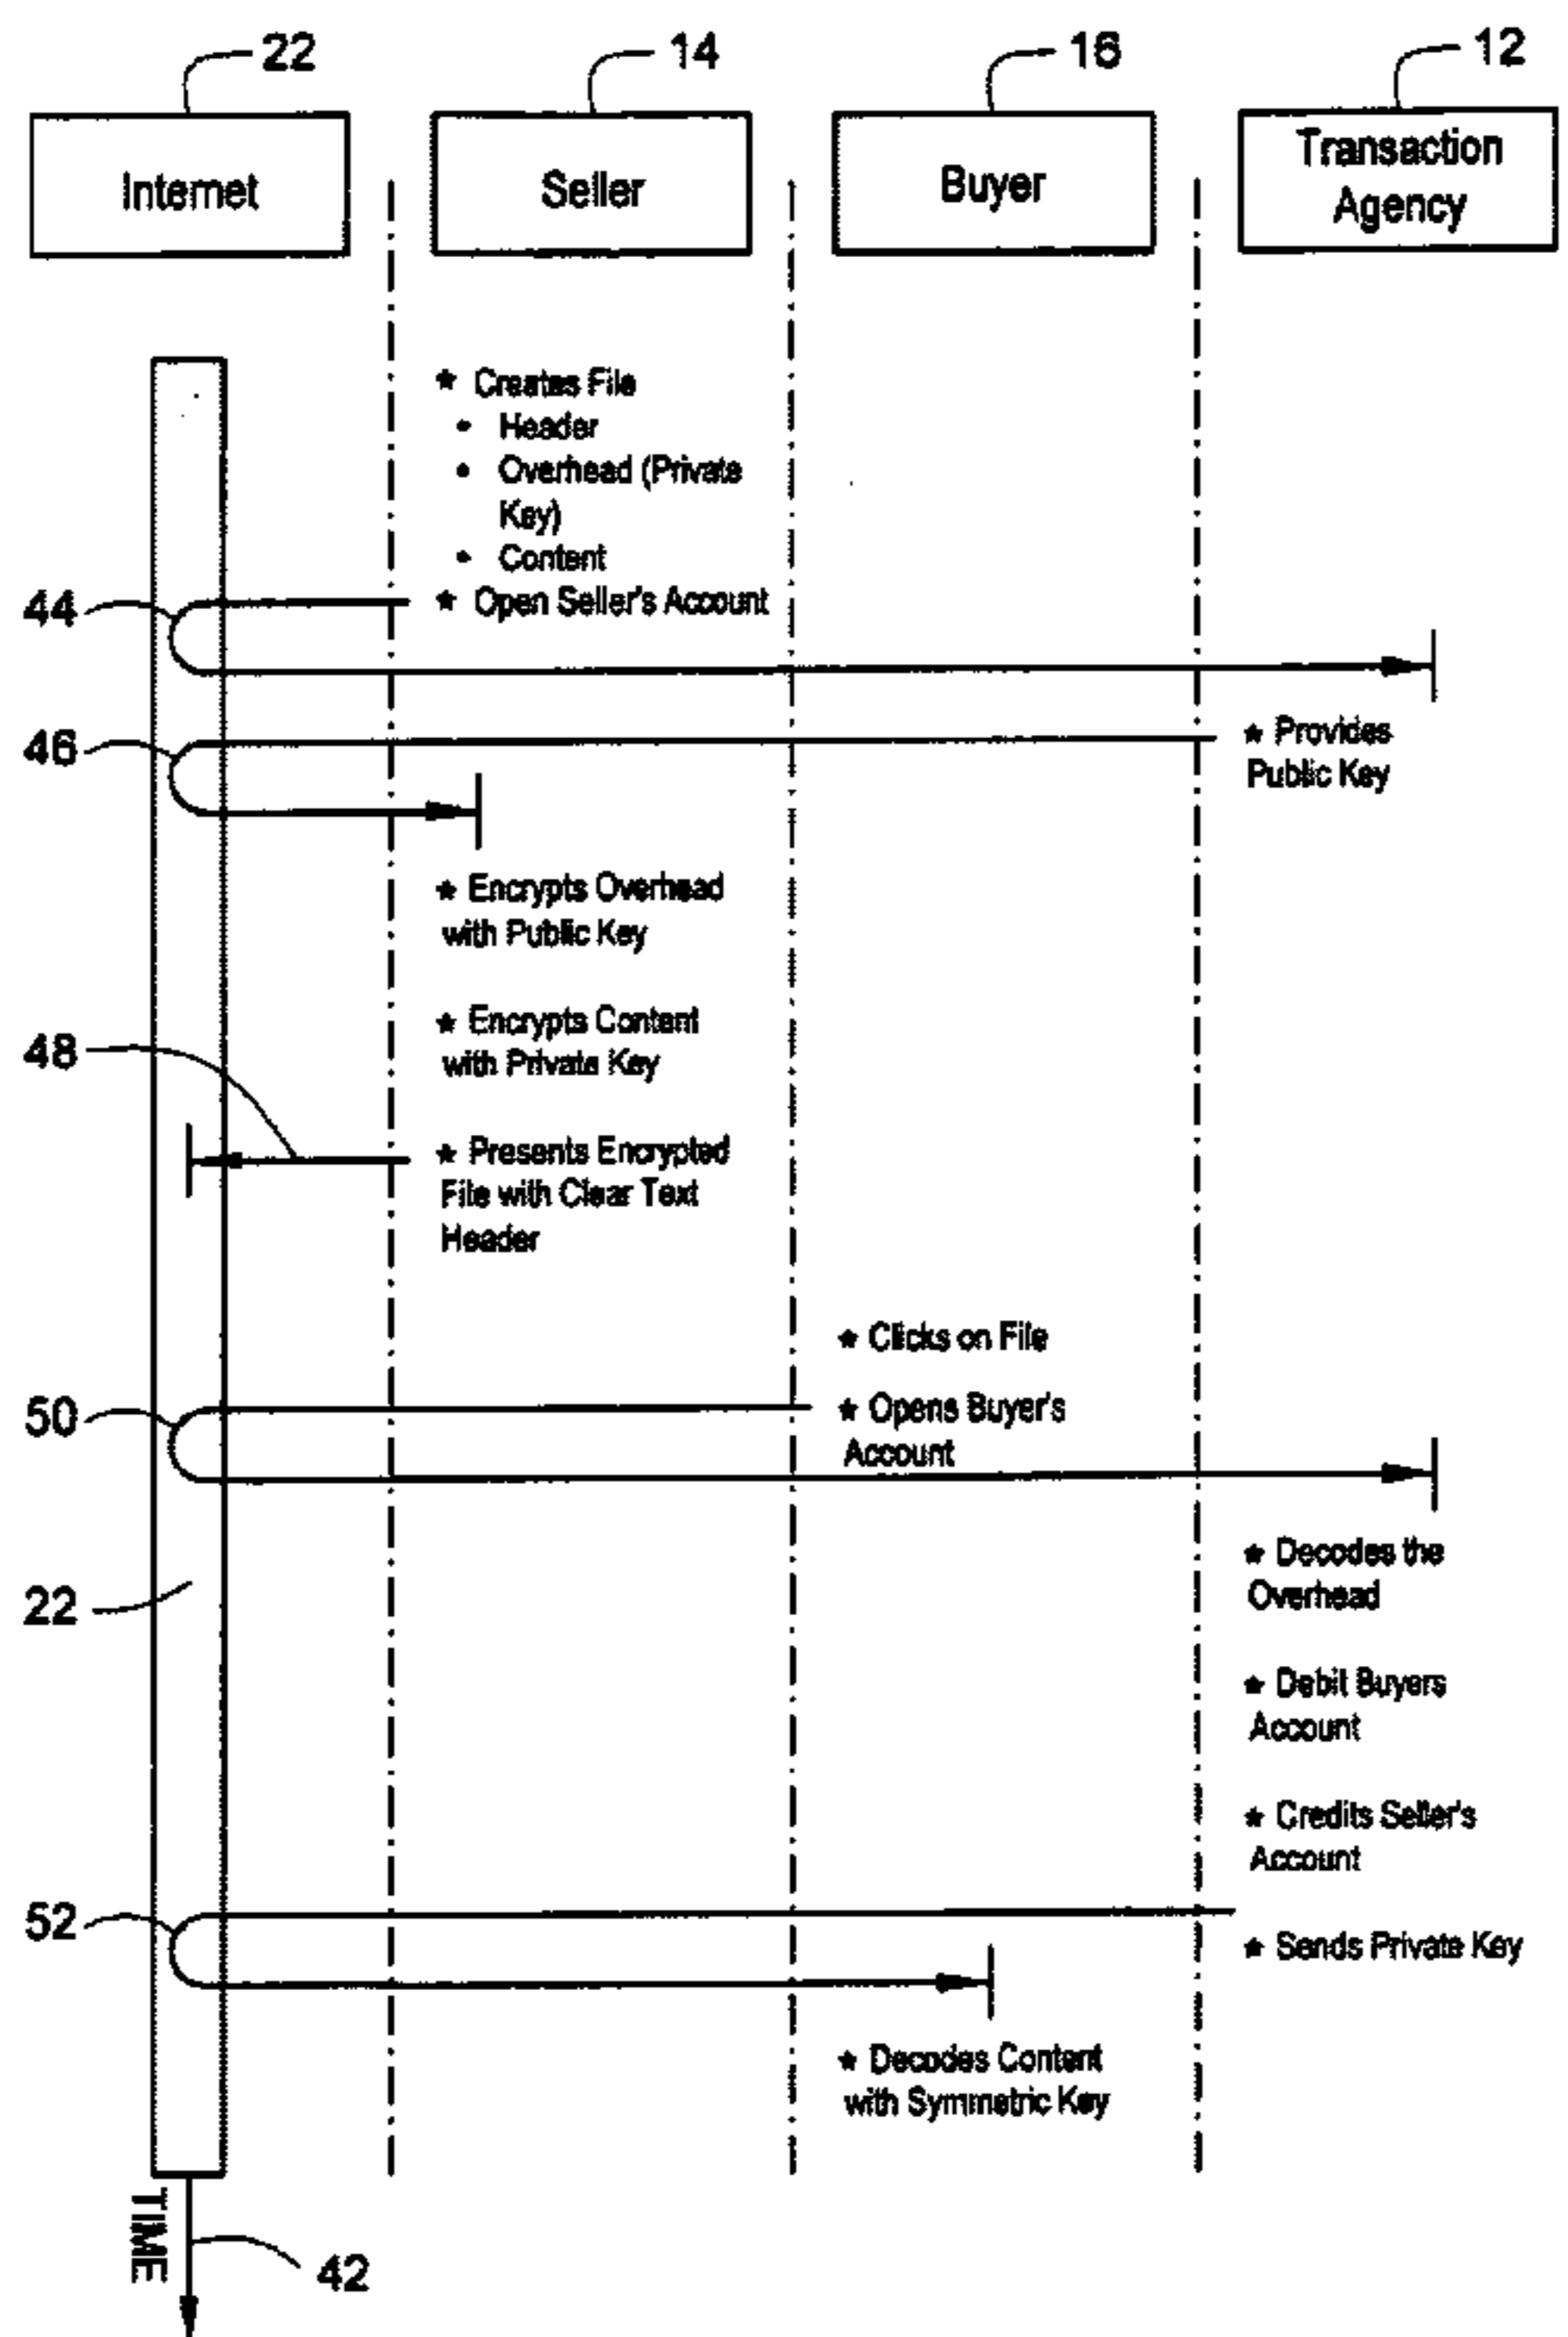 22
14
16
12
Internet
Seller
Buyer
Transaction
Agency
★ Creates File
• Header
• Overhead (Private
Key)
• Content
44
★ Open Seller's Account
46
★ Provides
Public Key
★ Encrypts Overhead
with Public Key
48
★ Encrypts Content
with Private Key
★ Presents Encrypted
File with Clear Text
Header
★ Clicks on File
50
★ Opens Buyer's
Account
22
★ Decodes the
Overhead
★ Debit Buyers
Account
★ Credits Seller's
Account
52
★ Sends Private Key
★ Decodes Content
with Symmetric Key
TIME
42